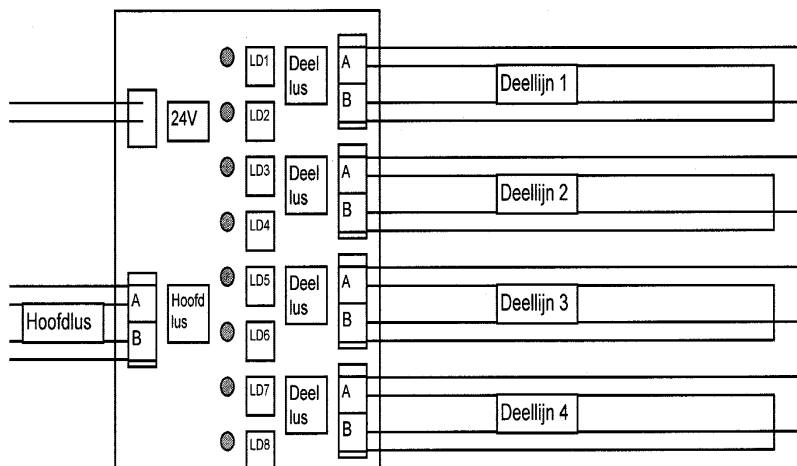 LD1
Deel
lus
A
B
Deellijn 1
24V
LD2
LD3
Deel
lus
A
B
Deellijn 2
LD4
Hoofdlus
A
B
Hoofd
lus
LD5
Deel
lus
A
B
Deellijn 3
LD6
LD7
Deel
lus
A
B
Deellijn 4
LD8